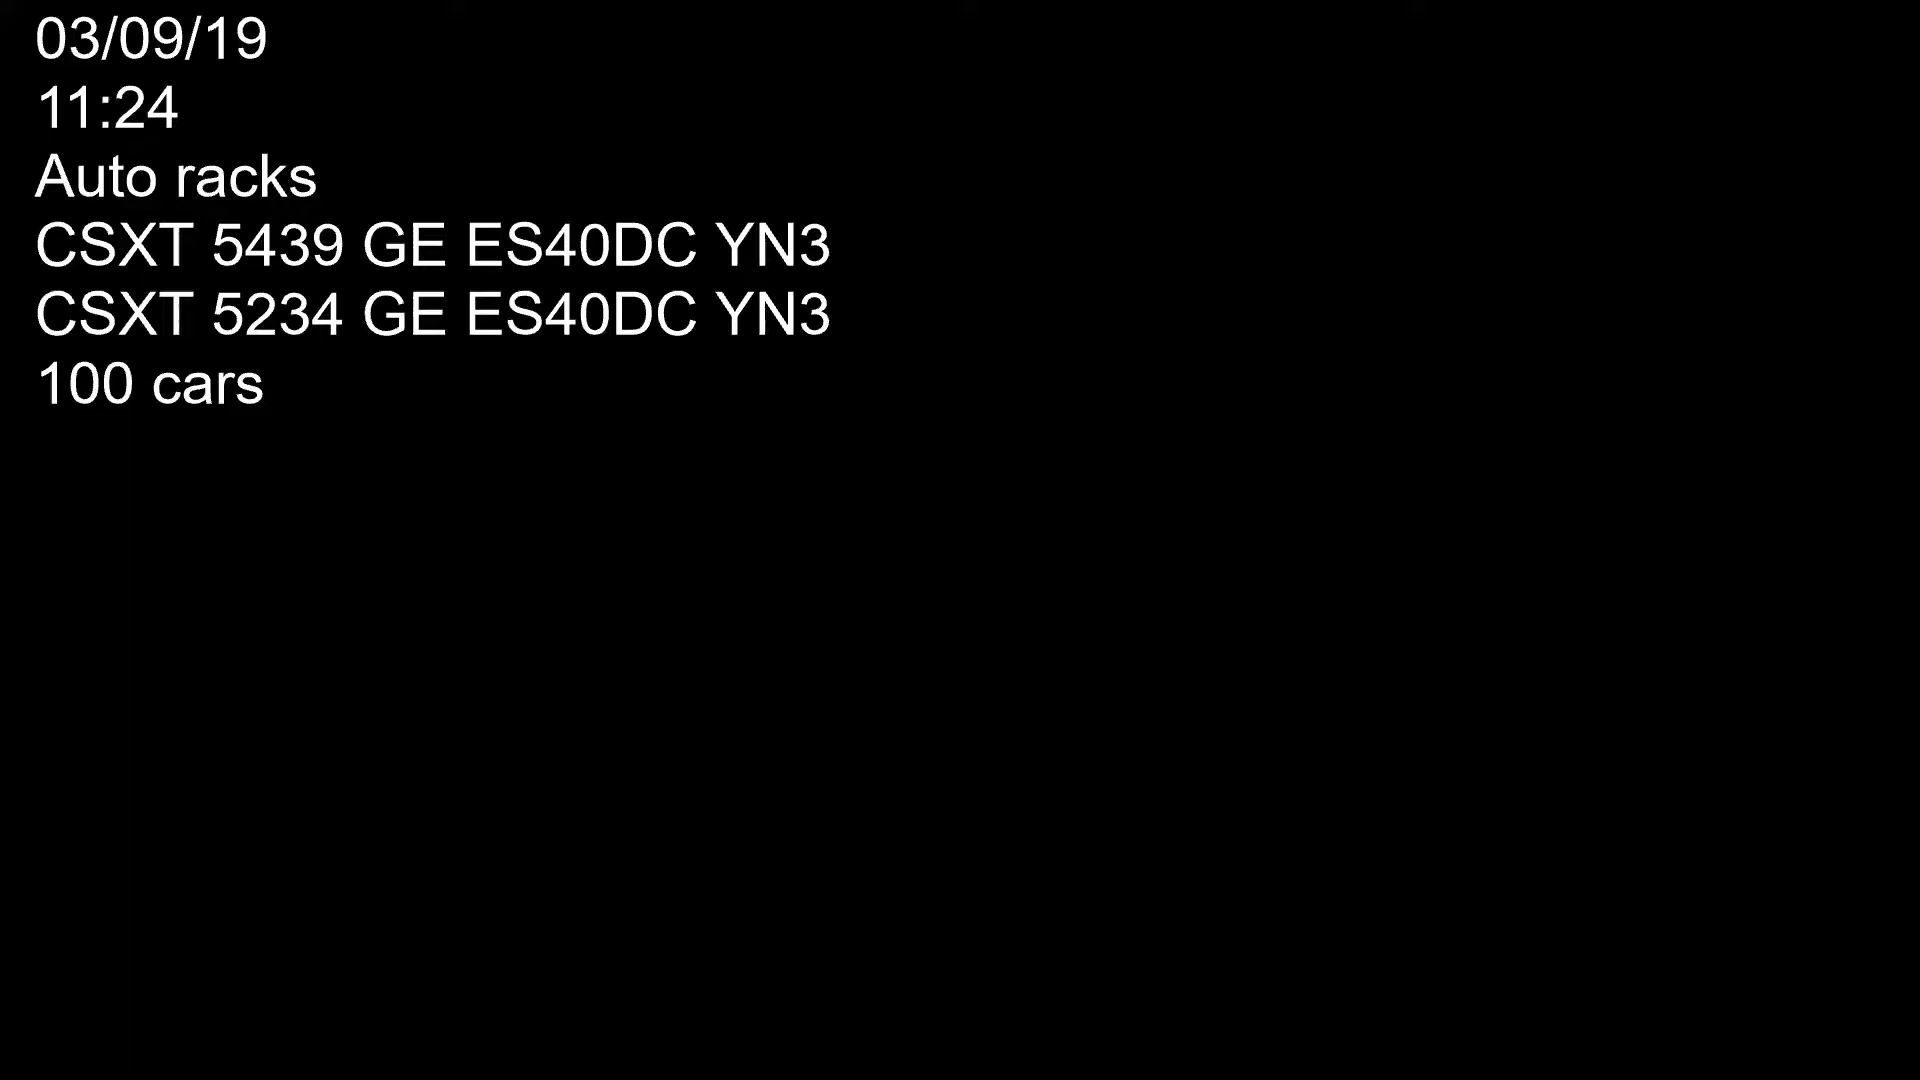 03/09/19
11:24
Auto racks
CSXT 5439 GE ES40DC YN3
CSXT 5234 GE ES40DC YN3
100 cars